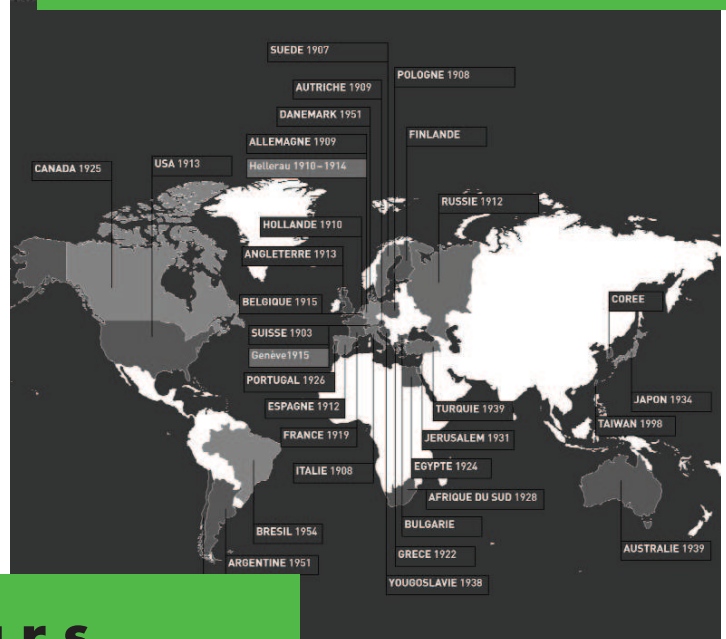 SUEDE 1907
POLOGNE 1908
AUTRICHE 1909
DANEMARK 1951
FINLANDE
ALLEMAGNE 1909
Hellerau 1910–1914
CANADA 1925
USA 1913
RUSSIE 1912
HOLLANDE 1910
ANGLETERRE 1913
BELGIQUE 1915
COREE
SUISSE 1903
Genève1915
PORTUGAL 1926
JAPON 1934
ESPAGNE 1912
TURQUIE 1939
TAIWAN 1998
FRANCE 1919
JERUSALEM 1931
ITALIE 1908
EGYPTE 1924
AFRIQUE DU SUD 1928
BRESIL 1954
BULGARIE
AUSTRALIE 1939
GRECE 1922
ARGENTINE 1951
YOUGOSLAVIE 1938